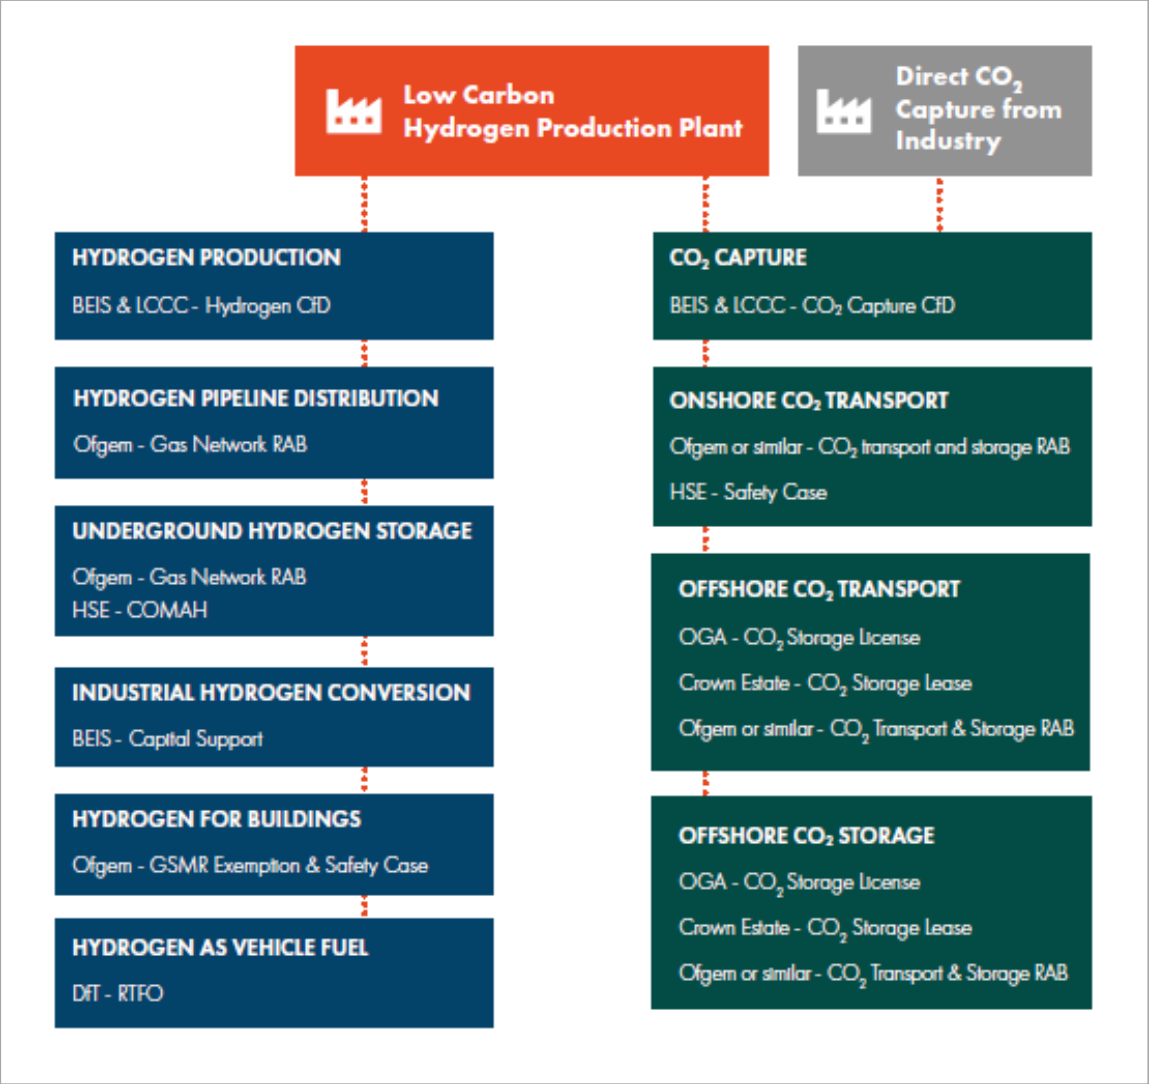 Low Carbon
Hydrogen Production Plant
Direct CO₂
Capture from
Industry
HYDROGEN PRODUCTION
BEIS & LCCC - Hydrogen CfD
HYDROGEN PIPELINE DISTRIBUTION
Ofgem - Gas Network RAB
UNDERGROUND HYDROGEN STORAGE
Ofgem - Gas Network RAB
HSE - COMAH
INDUSTRIAL HYDROGEN CONVERSION
BEIS - Capital Support
HYDROGEN FOR BUILDINGS
Ofgem - GSMR Exemption & Safety Case
HYDROGEN AS VEHICLE FUEL
DfT - RTFO
CO₂ CAPTURE
BEIS & LCCC - CO₂ Capture CfD
ONSHORE CO₂ TRANSPORT
Ofgem or similar - CO₂ transport and storage RAB
HSE - Safety Case
OFFSHORE CO₂ TRANSPORT
OGA - CO₂ Storage License
Crown Estate - CO₂ Storage Lease
Ofgem or similar - CO₂ Transport & Storage RAB
OFFSHORE CO₂ STORAGE
OGA - CO₂ Storage License
Crown Estate - CO₂ Storage Lease
Ofgem or similar - CO₂ Transport & Storage RAB